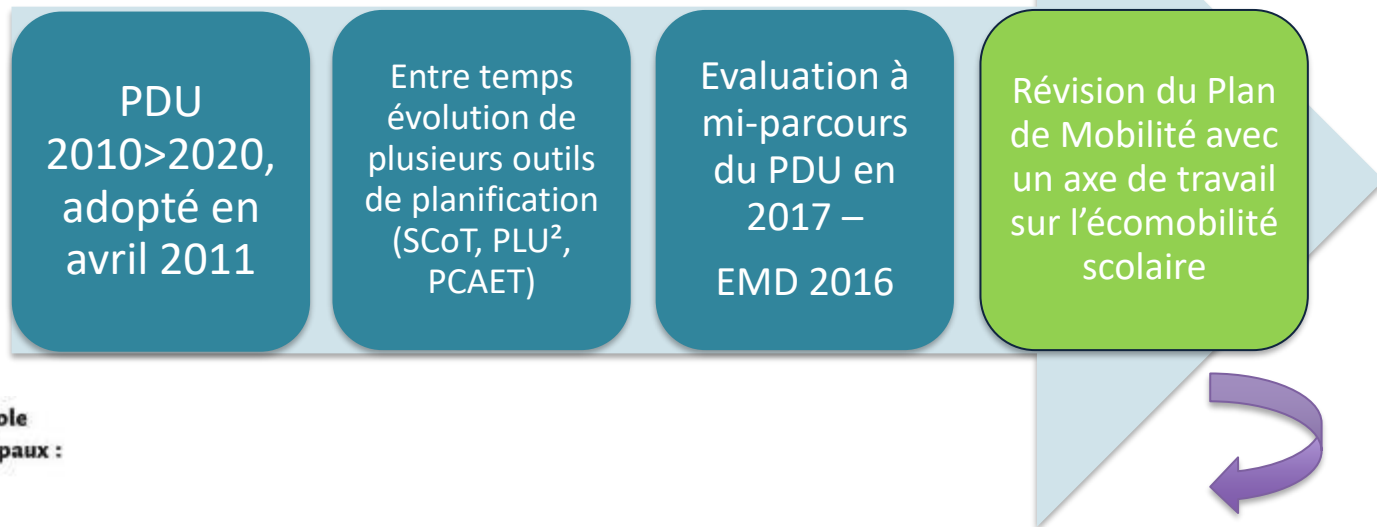 PDU
2010>2020,
adopté en
avril 2011
Entre temps
évolution de
plusieurs outils
de planification
(SCoT, PLU²,
PCAET)
Evaluation à
mi-parcours
du PDU en
2017 –
EMD 2016
Révision du Plan
de Mobilité avec
un axe de travail
sur l’écomobilité
scolaire
ole
paux :